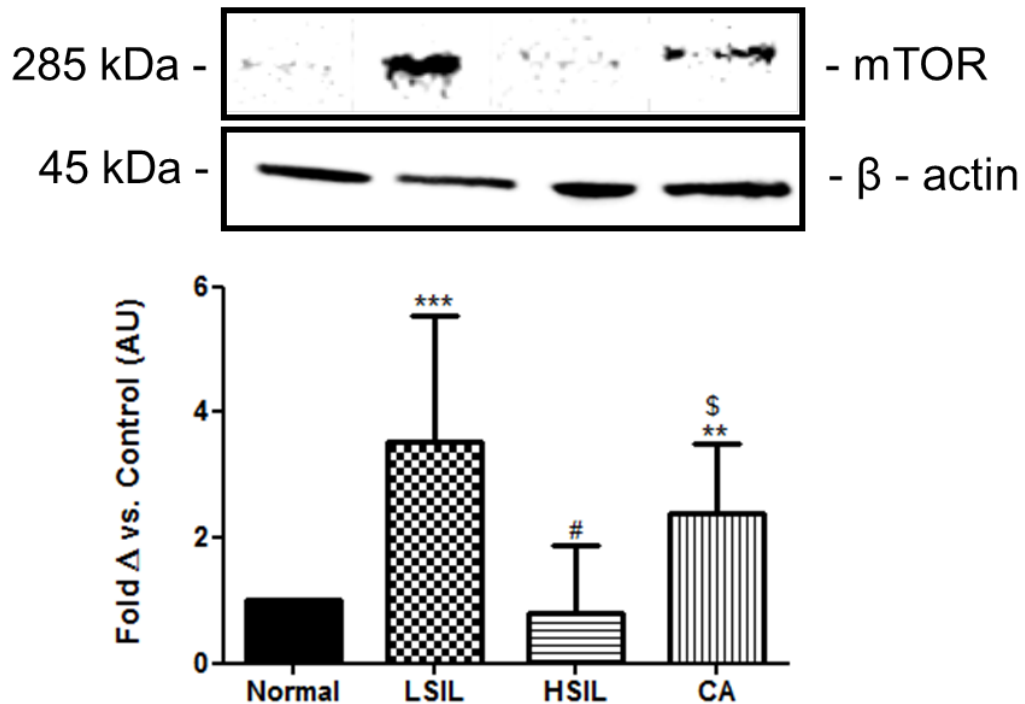 285 kDa - - mTOR
45 kDa - - β - actin
Fold Δ vs. Control (AU)
6
4
2
0
***
#
$
**
Normal LSIL HSIL CA